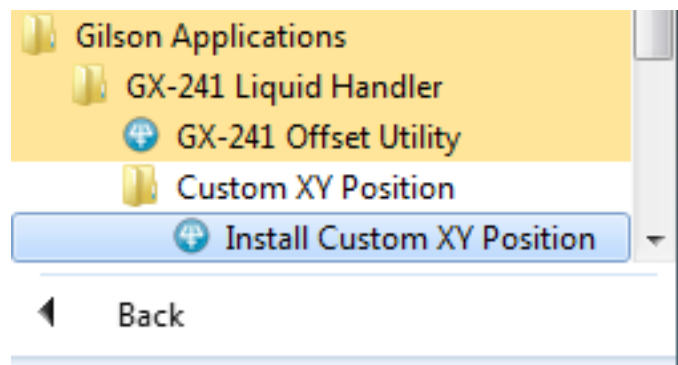 Gilson Applications
GX-241 Liquid Handler
GX-241 Offset Utility
Custom XY Position
Install Custom XY Position
Back